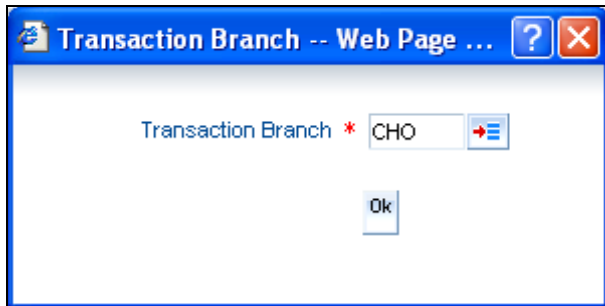 Transaction Branch -- Web Page ...
Transaction Branch * CHO
Ok